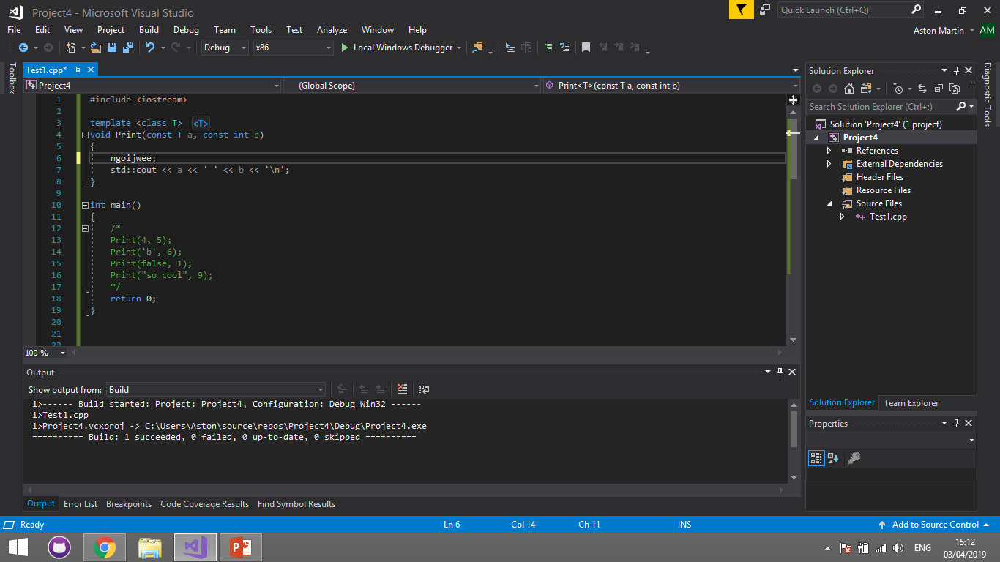 Project4 - Microsoft Visual Studio
Quick Launch (Ctrl+Q)
File Edit View Project Build Debug Team Tools Test Analyze Window Help
Aston Martin AM
Debug x86 Local Windows Debugger
Toolbox
Test1.cpp*
Project4 (Global Scope) Print<T>(const T a, const int b)
1 #include <iostream>
2
3 template <class T> <T>
4 void Print(const T a, const int b)
5 {
6 ngoijwee;
7 std::cout << a << ' ' << b << '\n';
8 }
9
10 int main()
11 {
12 /*
13 Print(4, 5);
14 Print('b', 6);
15 Print(false, 1);
16 Print("so cool", 9);
17 */
18 return 0;
19 }
20
21
22
100 %
Output
Show output from: Build
1>------ Build started: Project: Project4, Configuration: Debug Win32 ------
1>Test1.cpp
1>Project4.vcxproj -> C:\Users\Aston\source\repos\Project4\Debug\Project4.exe
========== Build: 1 succeeded, 0 failed, 0 up-to-date, 0 skipped ==========
Output Error List Breakpoints Code Coverage Results Find Symbol Results
Solution Explorer
Search Solution Explorer (Ctrl+;)
Solution 'Project4' (1 project)
Project4
References
External Dependencies
Header Files
Resource Files
Source Files
Test1.cpp
Solution Explorer Team Explorer
Properties
Diagnostic Tools
Ready Ln 6 Col 14 Ch 11 INS Add to Source Control
ENG
15:12
03/04/2019